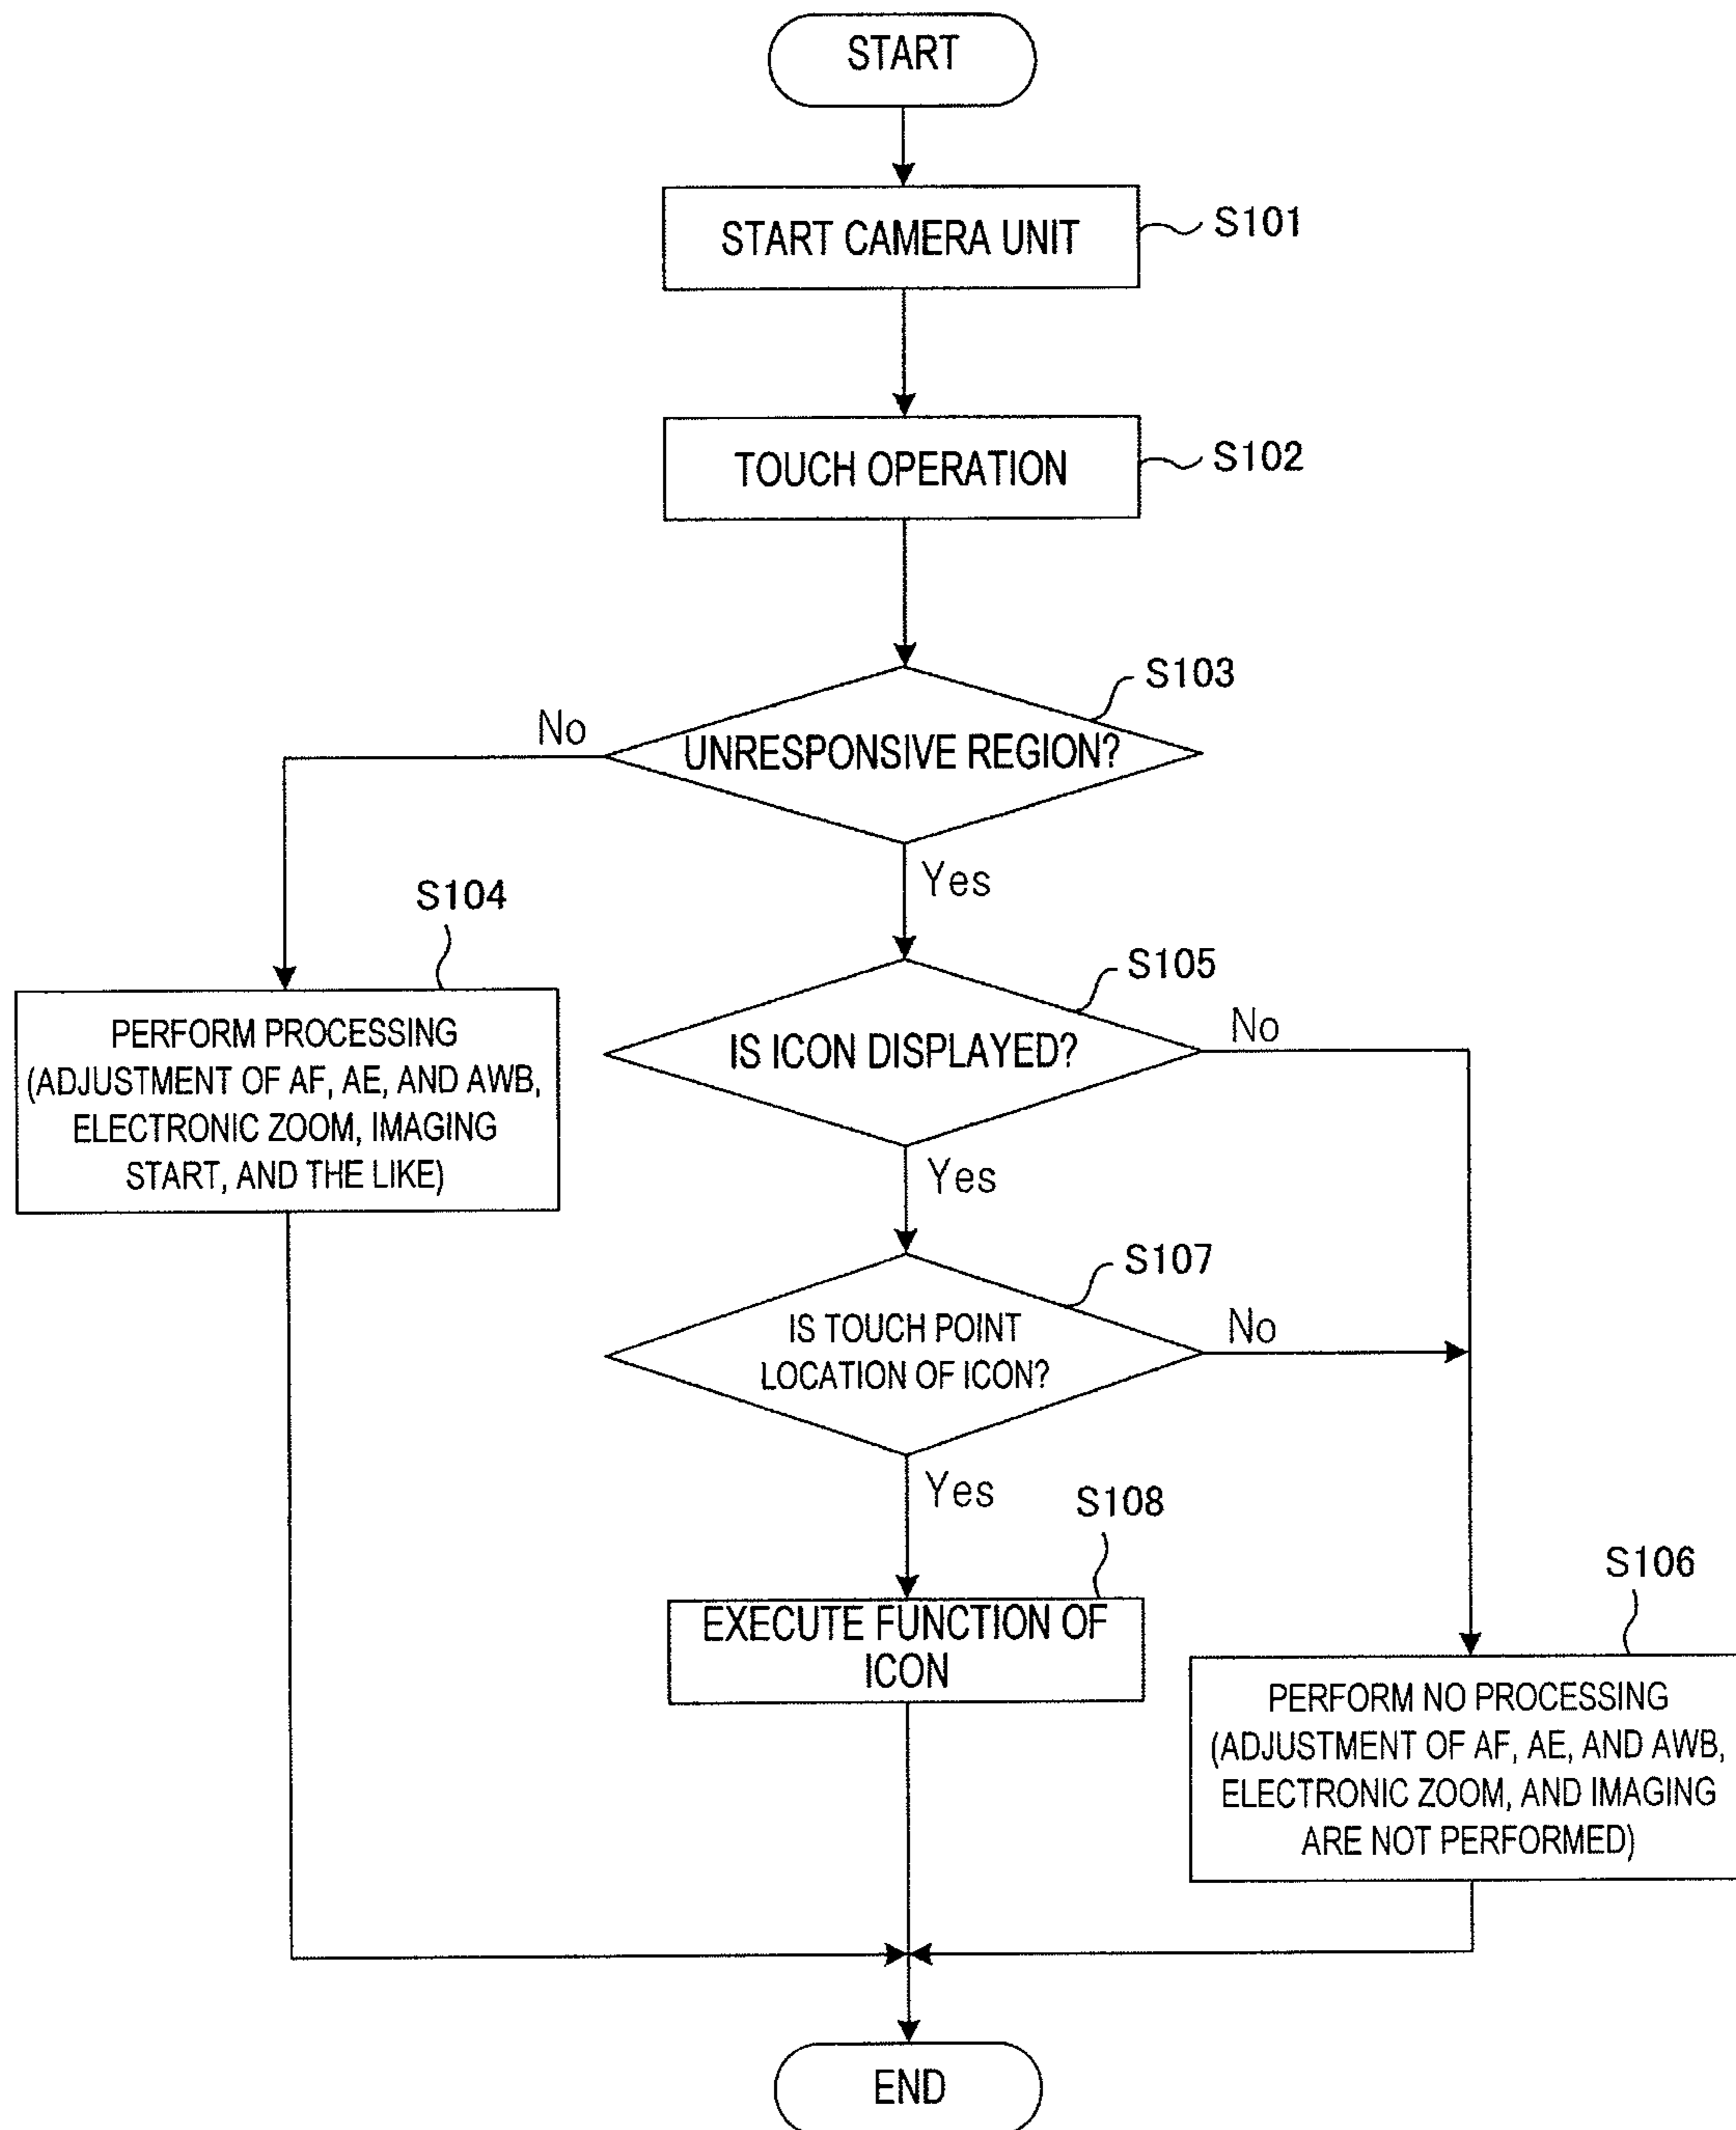 START
START CAMERA UNIT
S101
TOUCH OPERATION
S102
S103
UNRESPONSIVE REGION?
No
Yes
S104
PERFORM PROCESSING
(ADJUSTMENT OF AF, AE, AND AWB,
ELECTRONIC ZOOM, IMAGING
START, AND THE LIKE)
S105
IS ICON DISPLAYED?
No
Yes
S107
IS TOUCH POINT
LOCATION OF ICON?
No
Yes
S108
EXECUTE FUNCTION OF
ICON
S106
PERFORM NO PROCESSING
(ADJUSTMENT OF AF, AE, AND AWB,
ELECTRONIC ZOOM, AND IMAGING
ARE NOT PERFORMED)
END